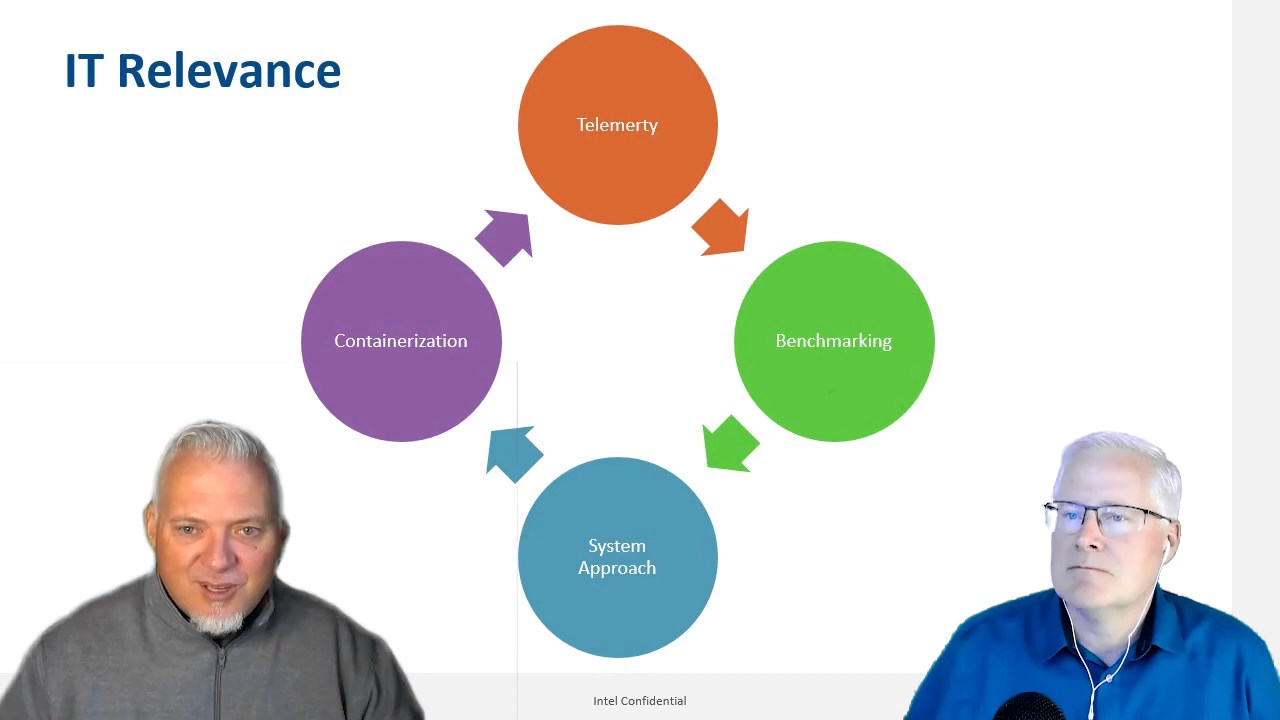 IT Relevance
Telemerty
Containerization
Benchmarking
System
Approach
Intel Confidential